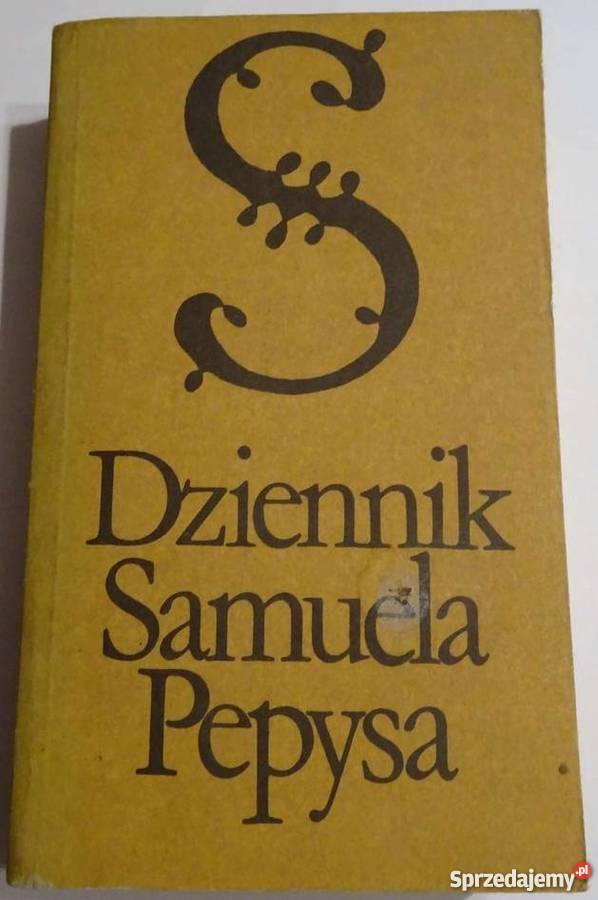 S
Dziennik
Samuela
Pepysa
Sprzedajemy.pl